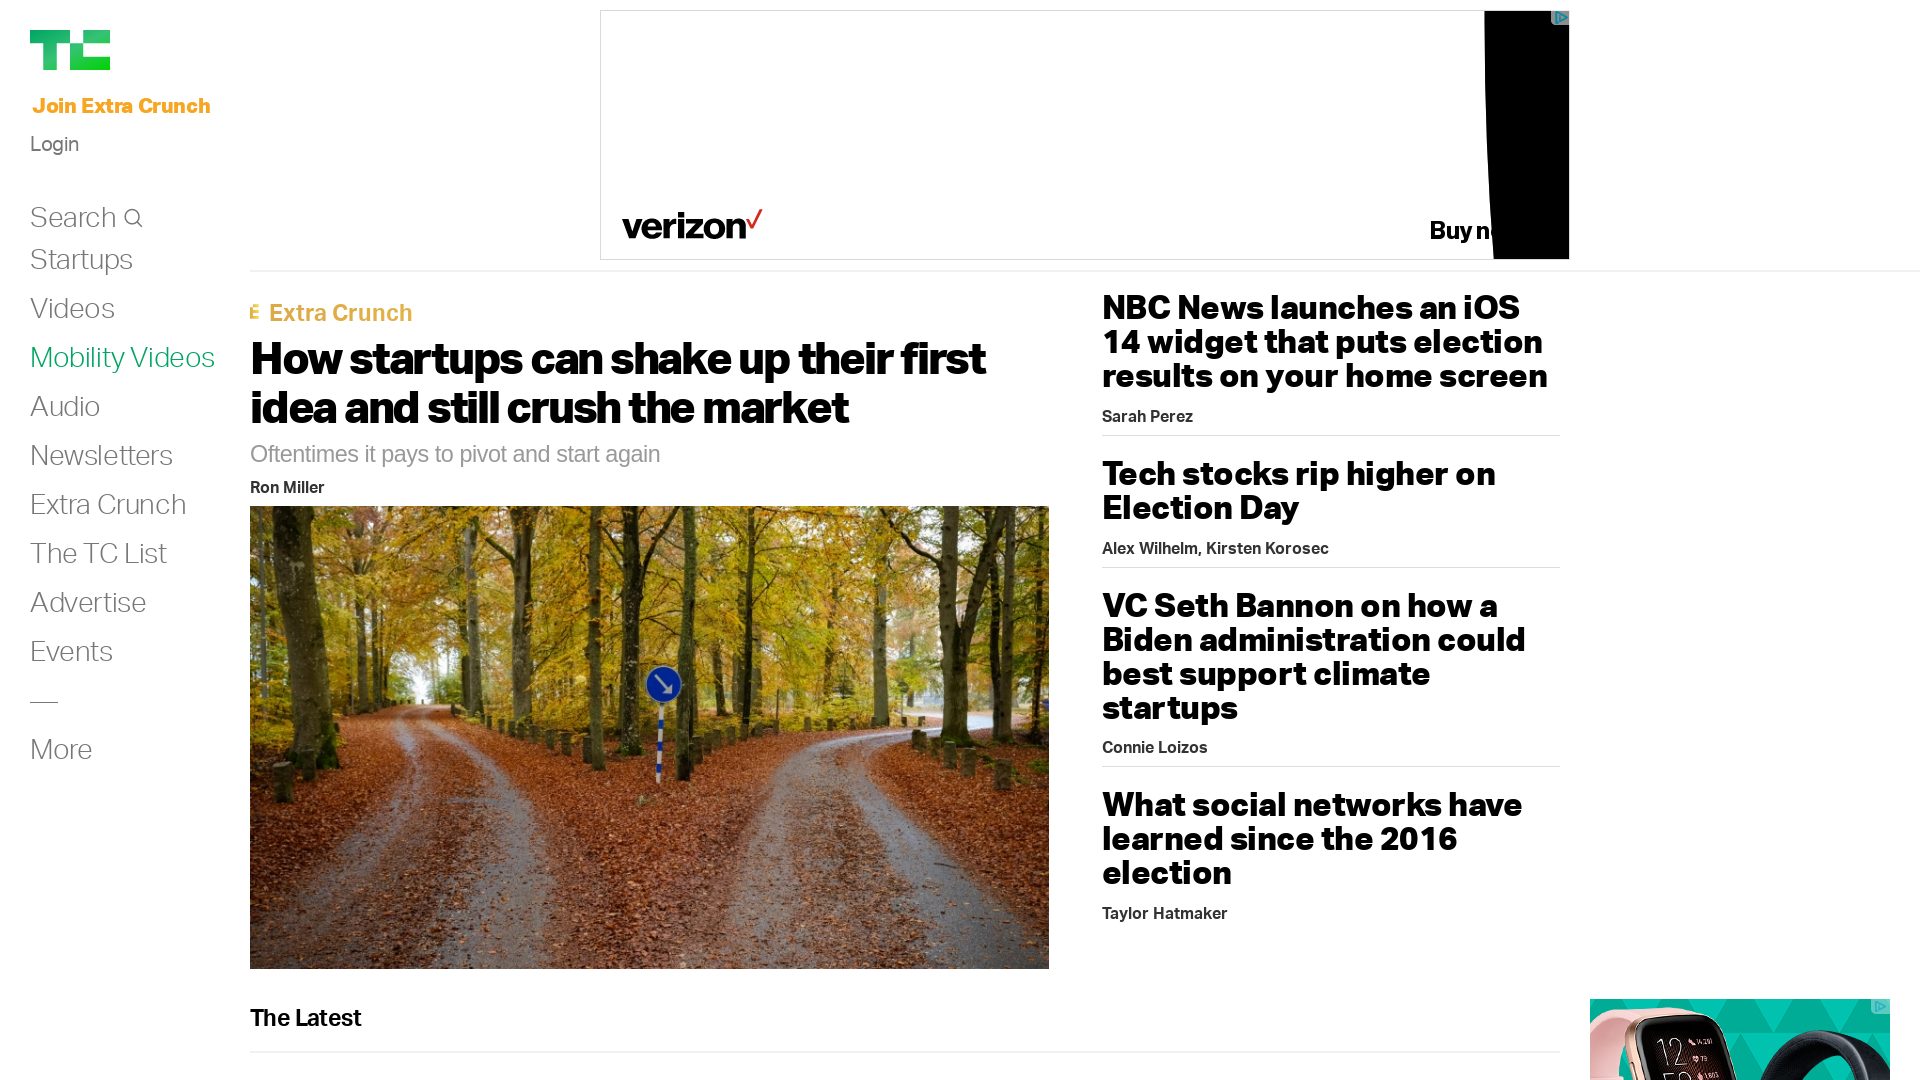 TC
Join Extra Crunch
Login
Search
Startups
Videos
Mobility Videos
Audio
Newsletters
Extra Crunch
The TC List
Advertise
Events
More
verizon
Buy
Extra Crunch
How startups can shake up their first
idea and still crush the market
Oftentimes it pays to pivot and start again
Ron Miller
NBC News launches an iOS
14 widget that puts election
results on your home screen
Sarah Perez
Tech stocks rip higher on
Election Day
Alex Wilhelm, Kirsten Korosec
VC Seth Bannon on how a
Biden administration could
best support climate
startups
Connie Loizos
What social networks have
learned since the 2016
election
Taylor Hatmaker
The Latest
12